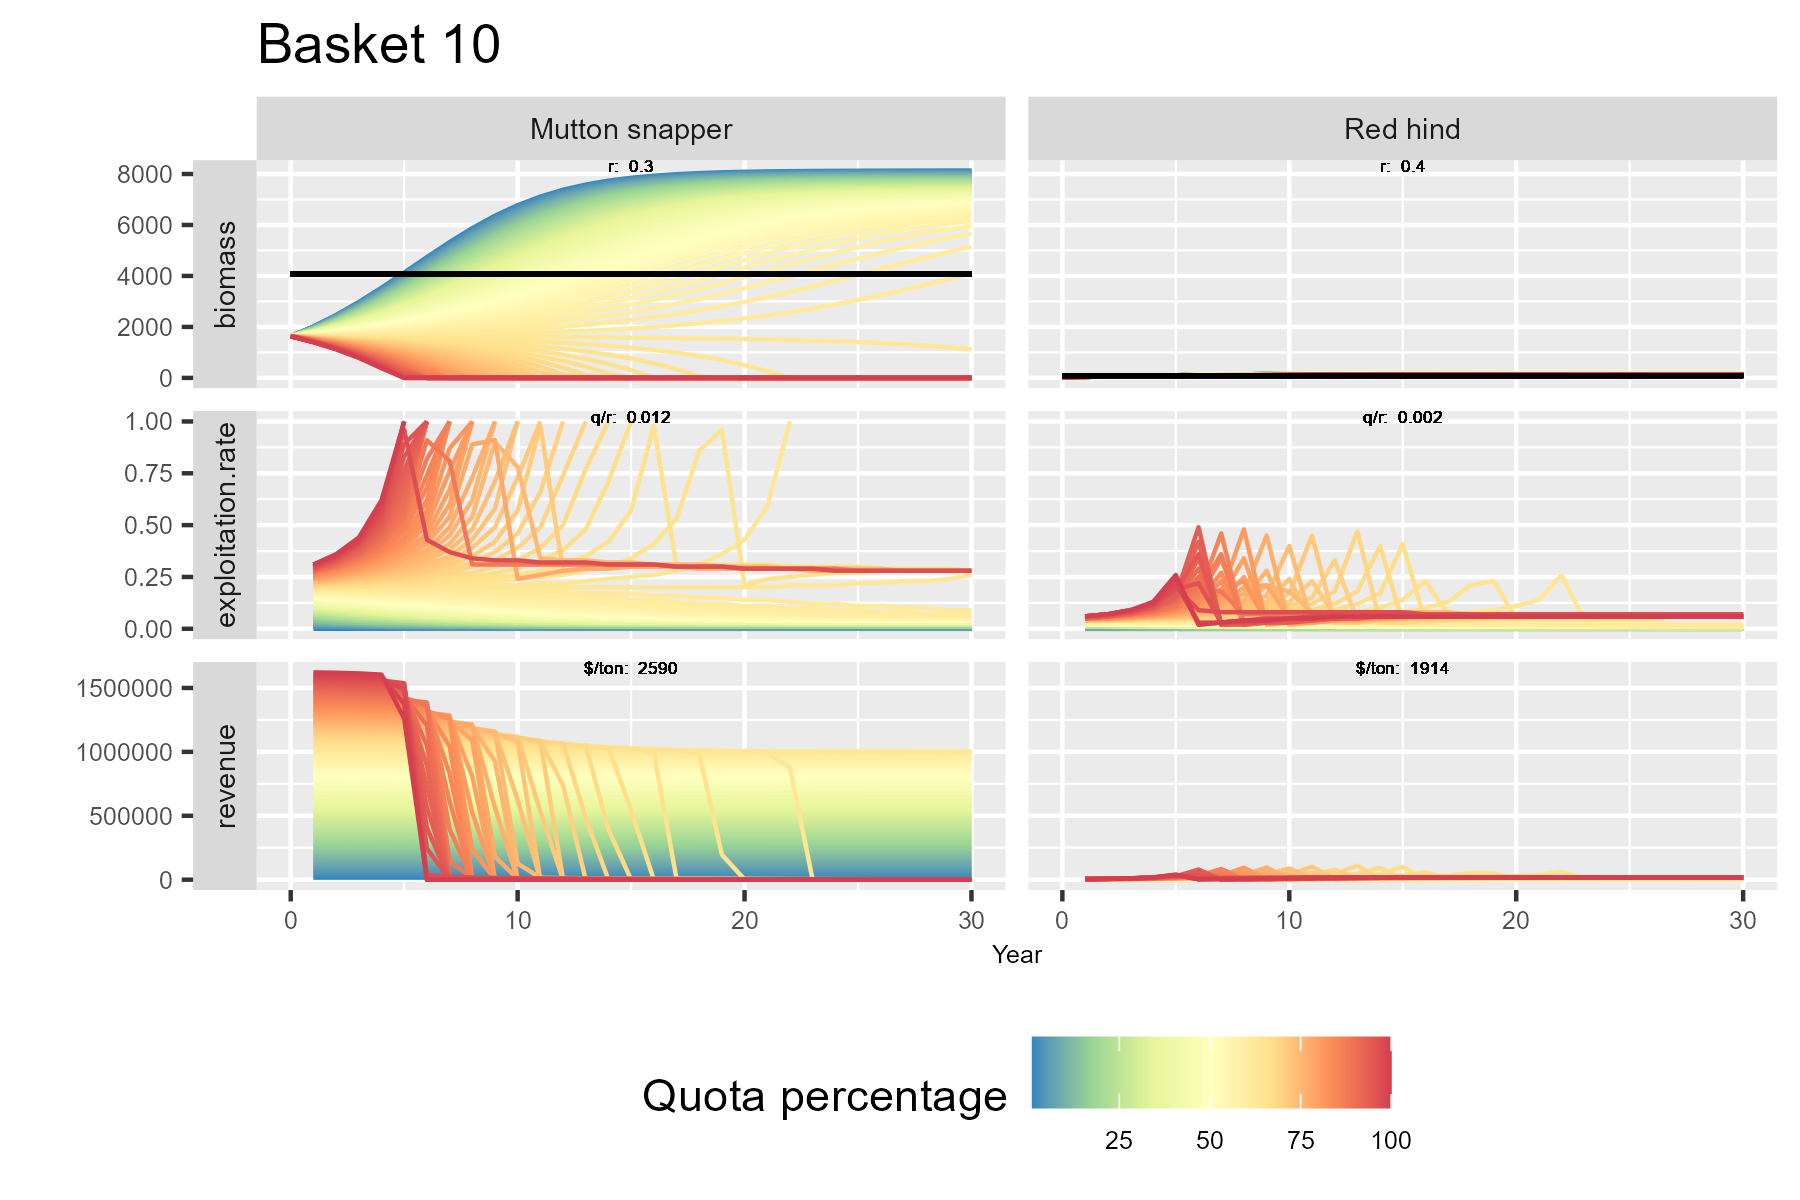 Basket 10
Mutton snapper
Red hind
biomass
8000
6000
4000
2000
0
r: 0.3
r: 0.4
exploitation.rate
1.00
0.75
0.50
0.25
0.00
q/r: 0.012
q/r: 0.002
revenue
1500000
1000000
500000
0
$/ton: 2590
$/ton: 1914
0 10 20 30
0 10 20 30
Year
Quota percentage
25 50 75 100